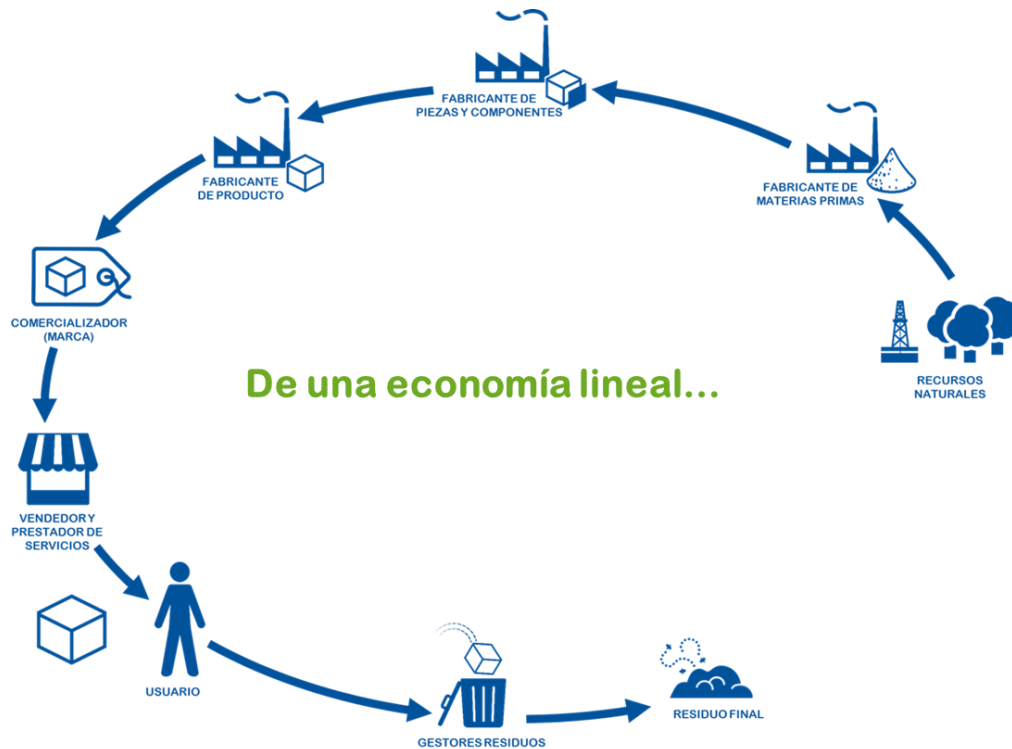 FABRICANTE DE
PIEZAS Y COMPONENTES
FABRICANTE
DE PRODUCTO
FABRICANTE DE
MATERIAS PRIMAS
COMERCIALIZADOR
(MARCA)
De una economía lineal...
RECURSOS
NATURALES
VENDEDOR Y
PRESTADOR DE
SERVICIOS
USUARIO
GESTORES RESIDUOS
RESIDUO FINAL